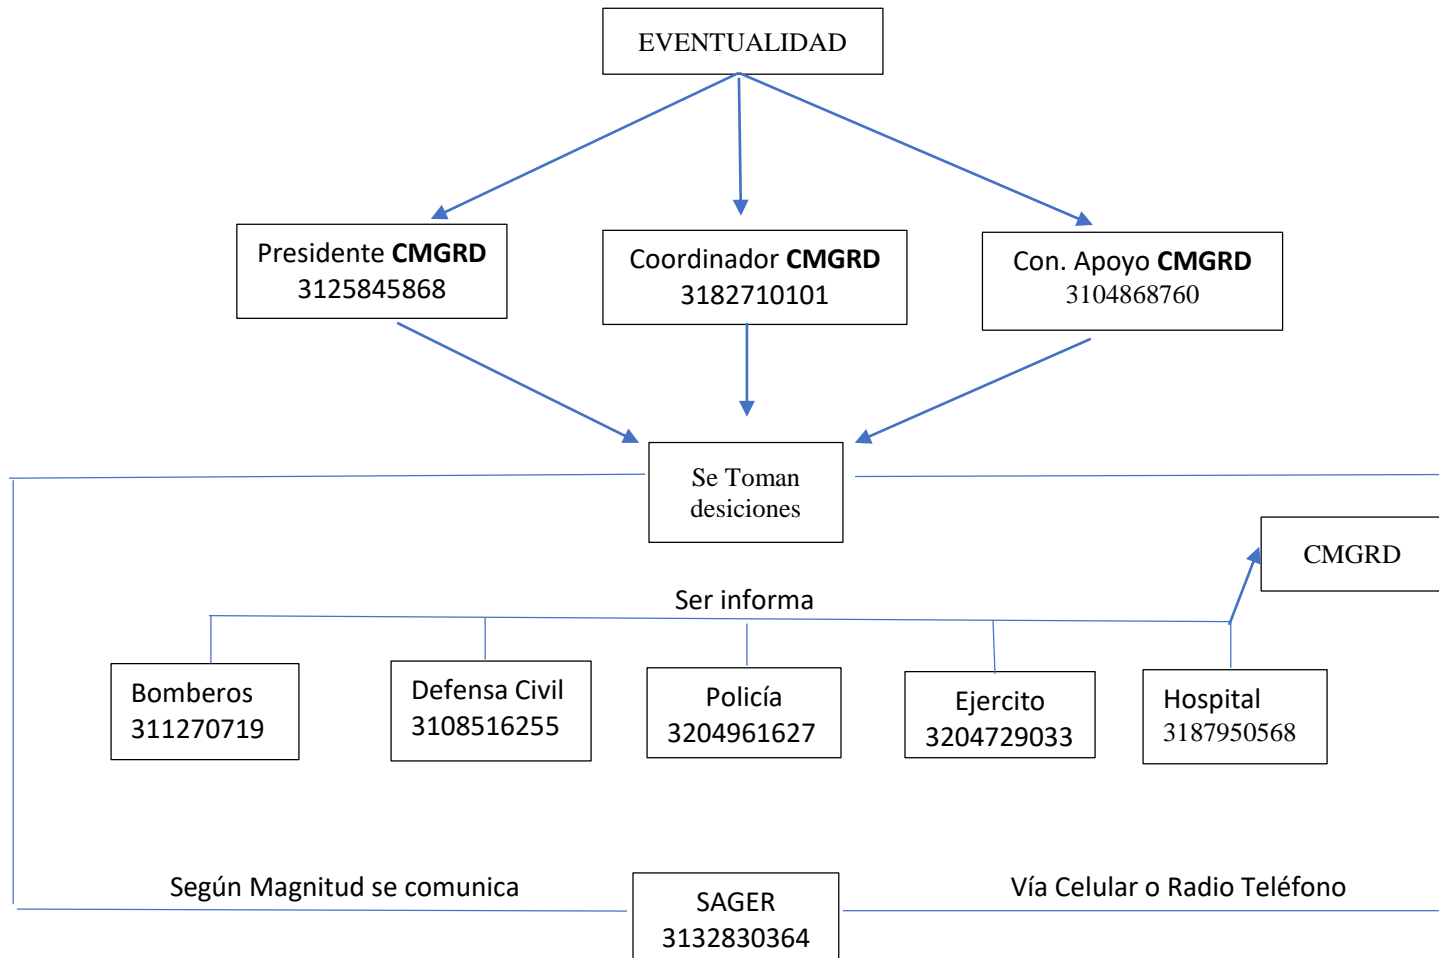 EVENTUALIDAD
Presidente CMGRD
3125845868
Coordinador CMGRD
3182710101
Con. Apoyo CMGRD
3104868760
Se Toman
desiciones
CMGRD
Ser informa
Bomberos
311270719
Defensa Civil
3108516255
Policía
3204961627
Ejercito
3204729033
Hospital
3187950568
Según Magnitud se comunica
SAGER
3132830364
Vía Celular o Radio Teléfono